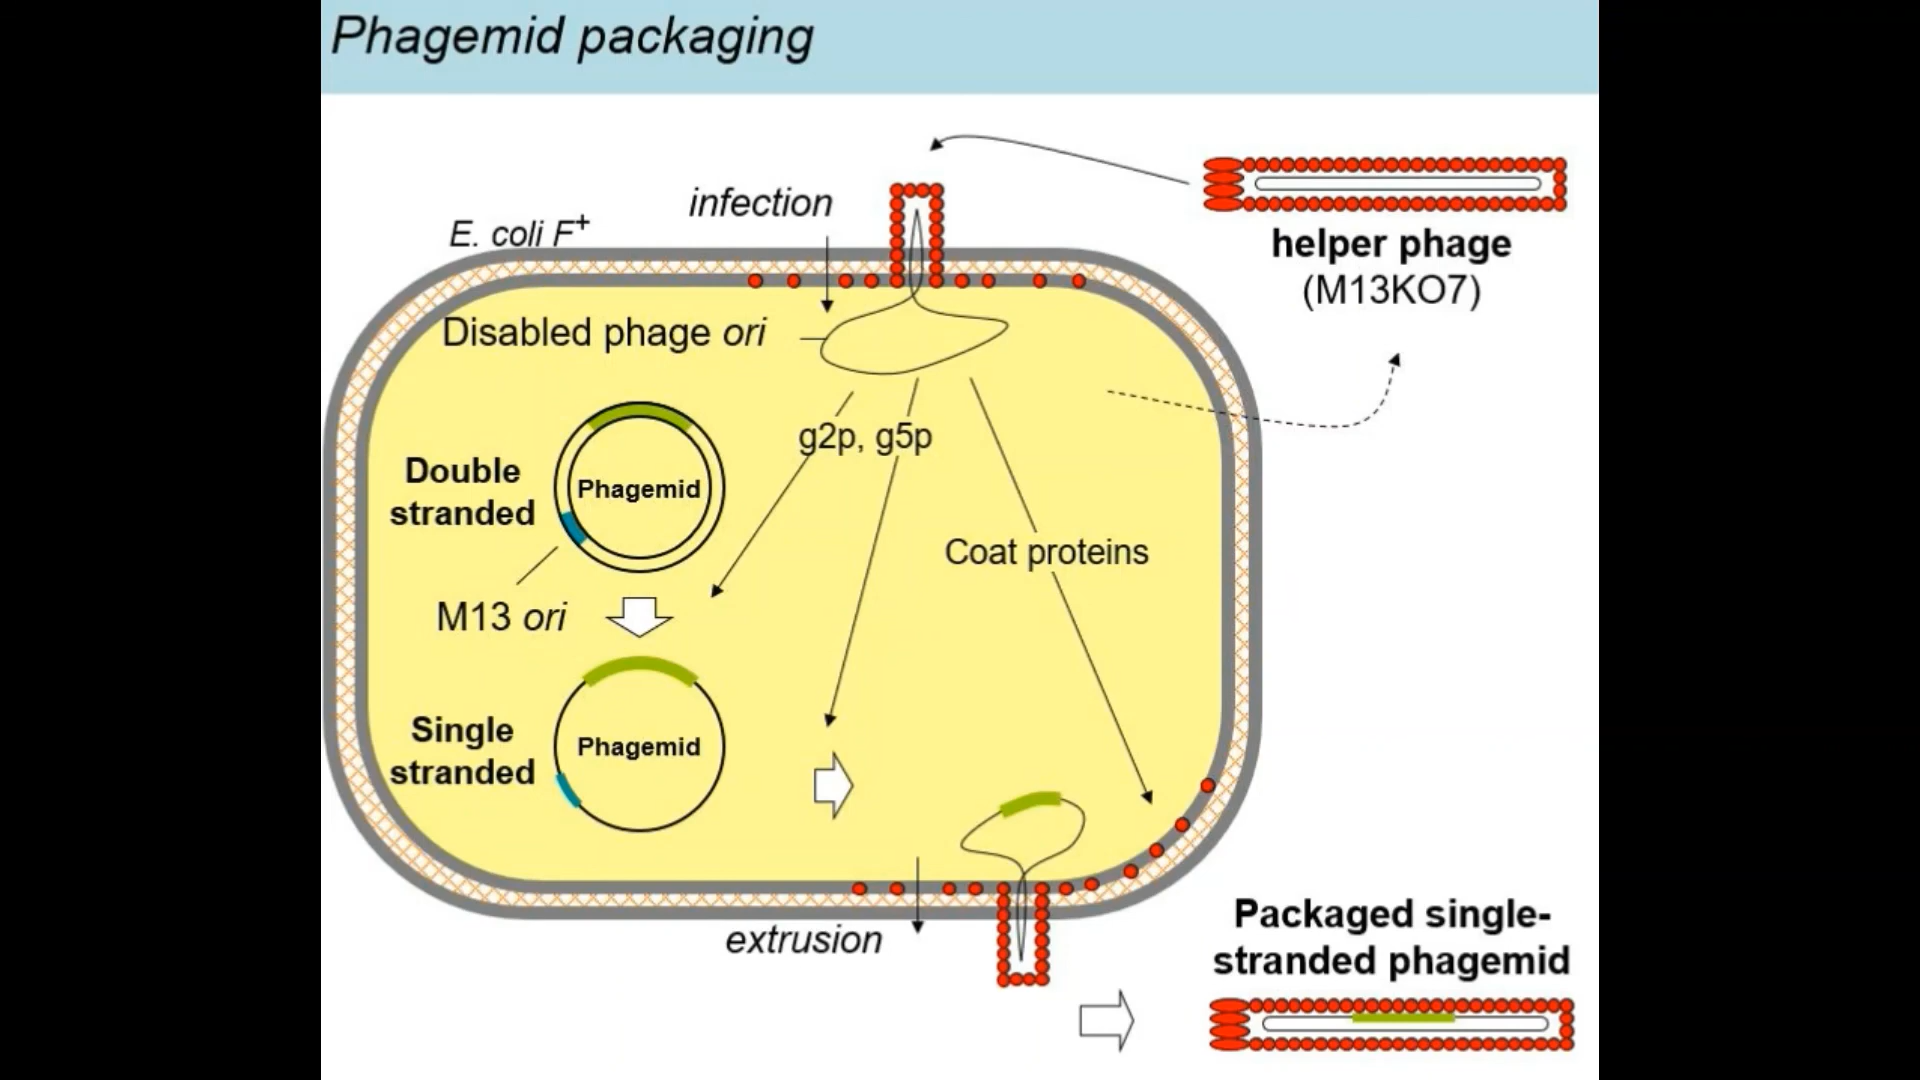 Phagemid packaging
infection
E. coli F+
helper phage
(M13KO7)
Disabled phage ori
g2p, g5p
Double
stranded
Phagemid
Coat proteins
M13 ori
Single
stranded
Phagemid
extrusion
Packaged single-
stranded phagemid